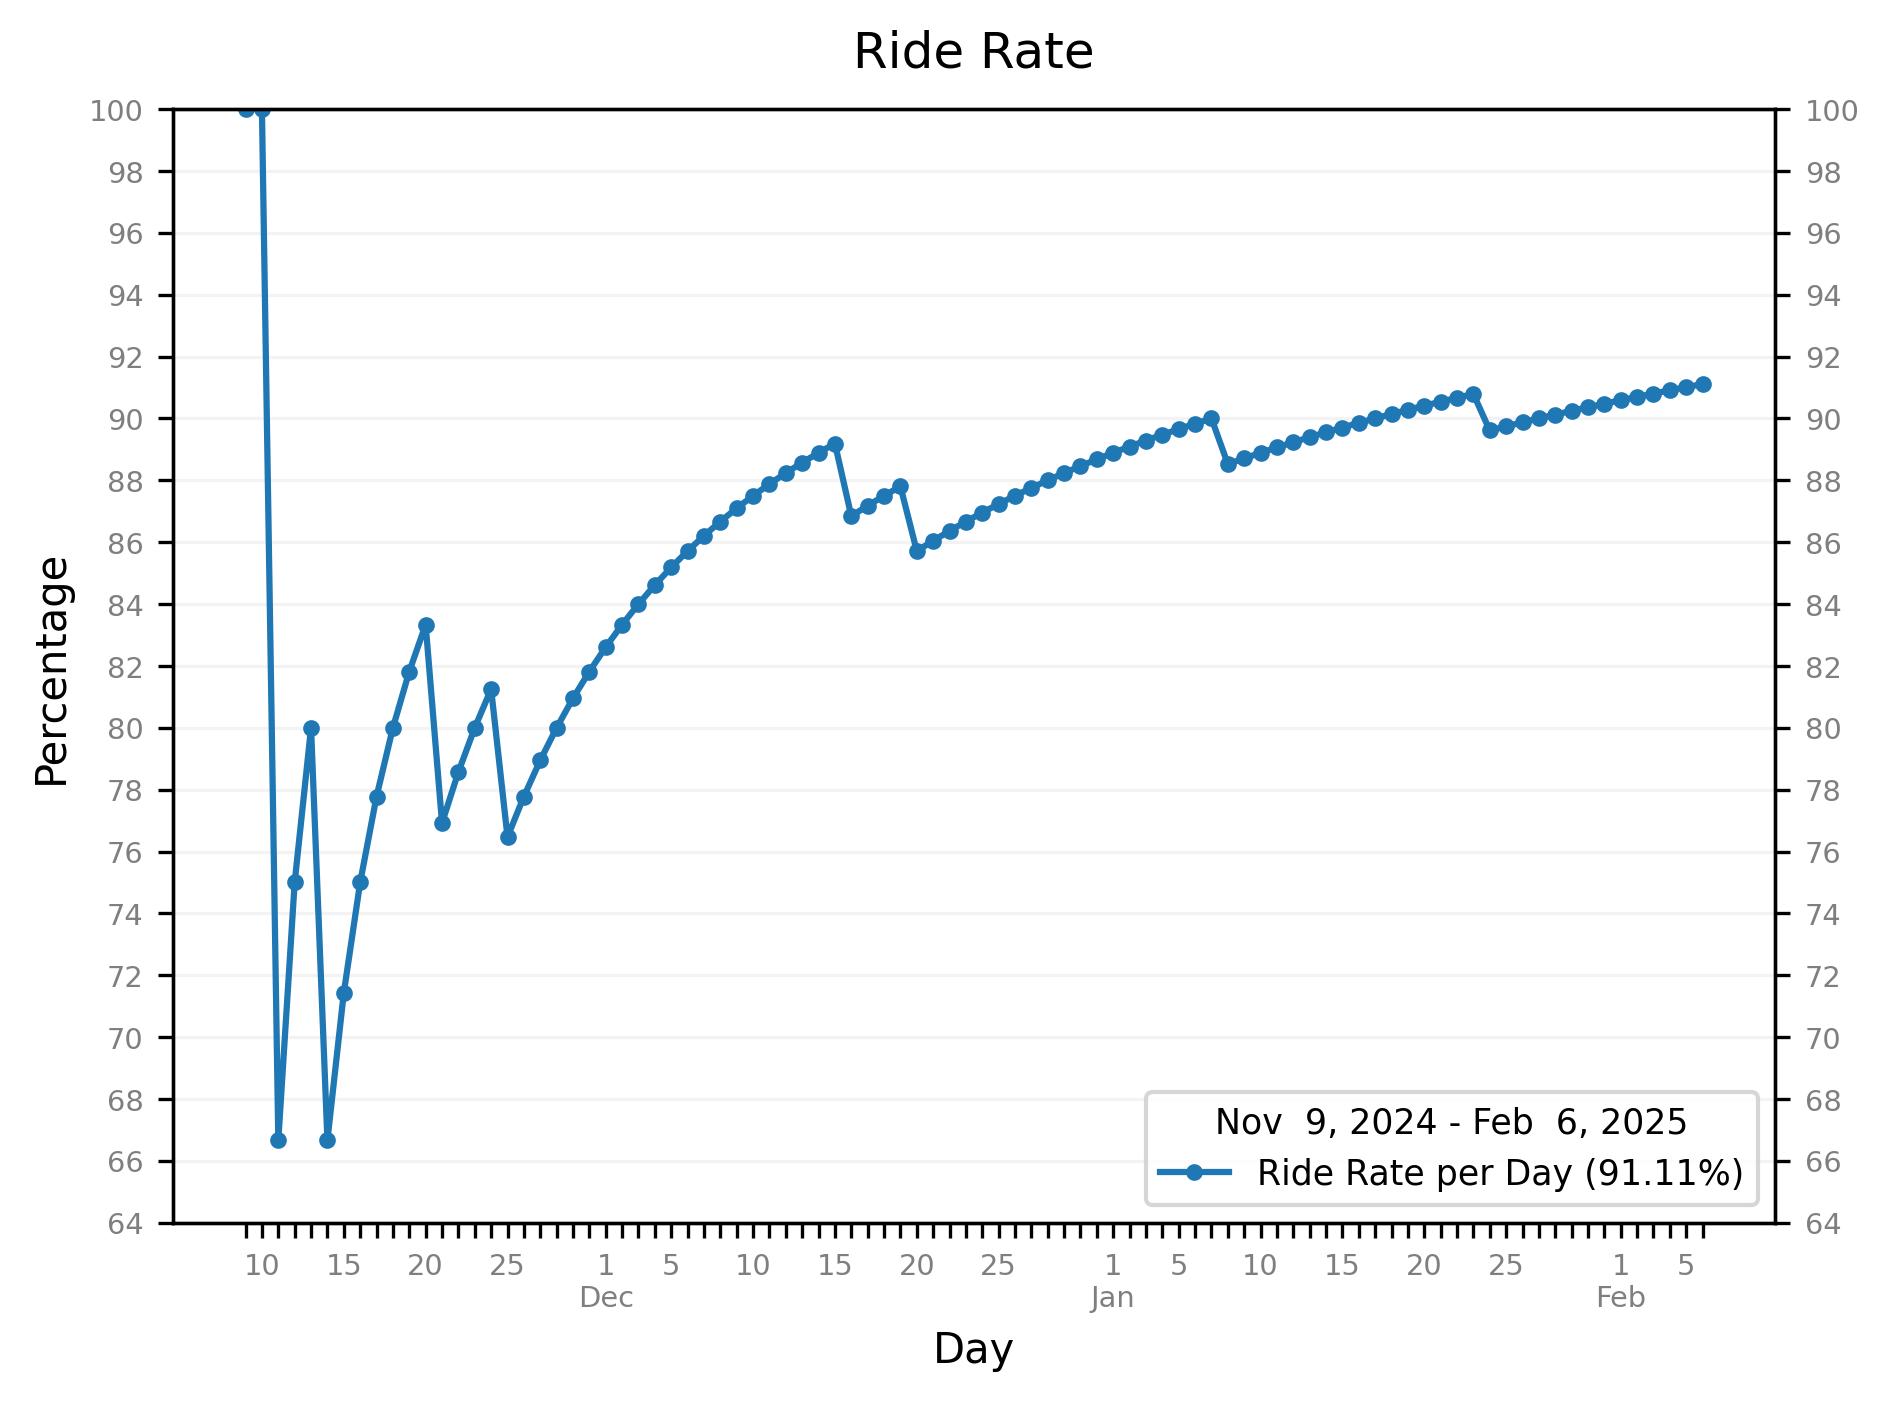 Ride Rate
100 100
98 98
96 96
94 94
92 92
90 90
88 88
86 86
84 84
82 82
80 80
78 78
76 76
74 74
72 72
70 70
68 68
66 66
64 64
Percentage
Nov  9, 2024 - Feb  6, 2025
Ride Rate per Day (91.11%)
10 15 20 25 1 5 10 15 20 25 1 5 10 15 20 25 1 5
Dec Jan Feb
Day